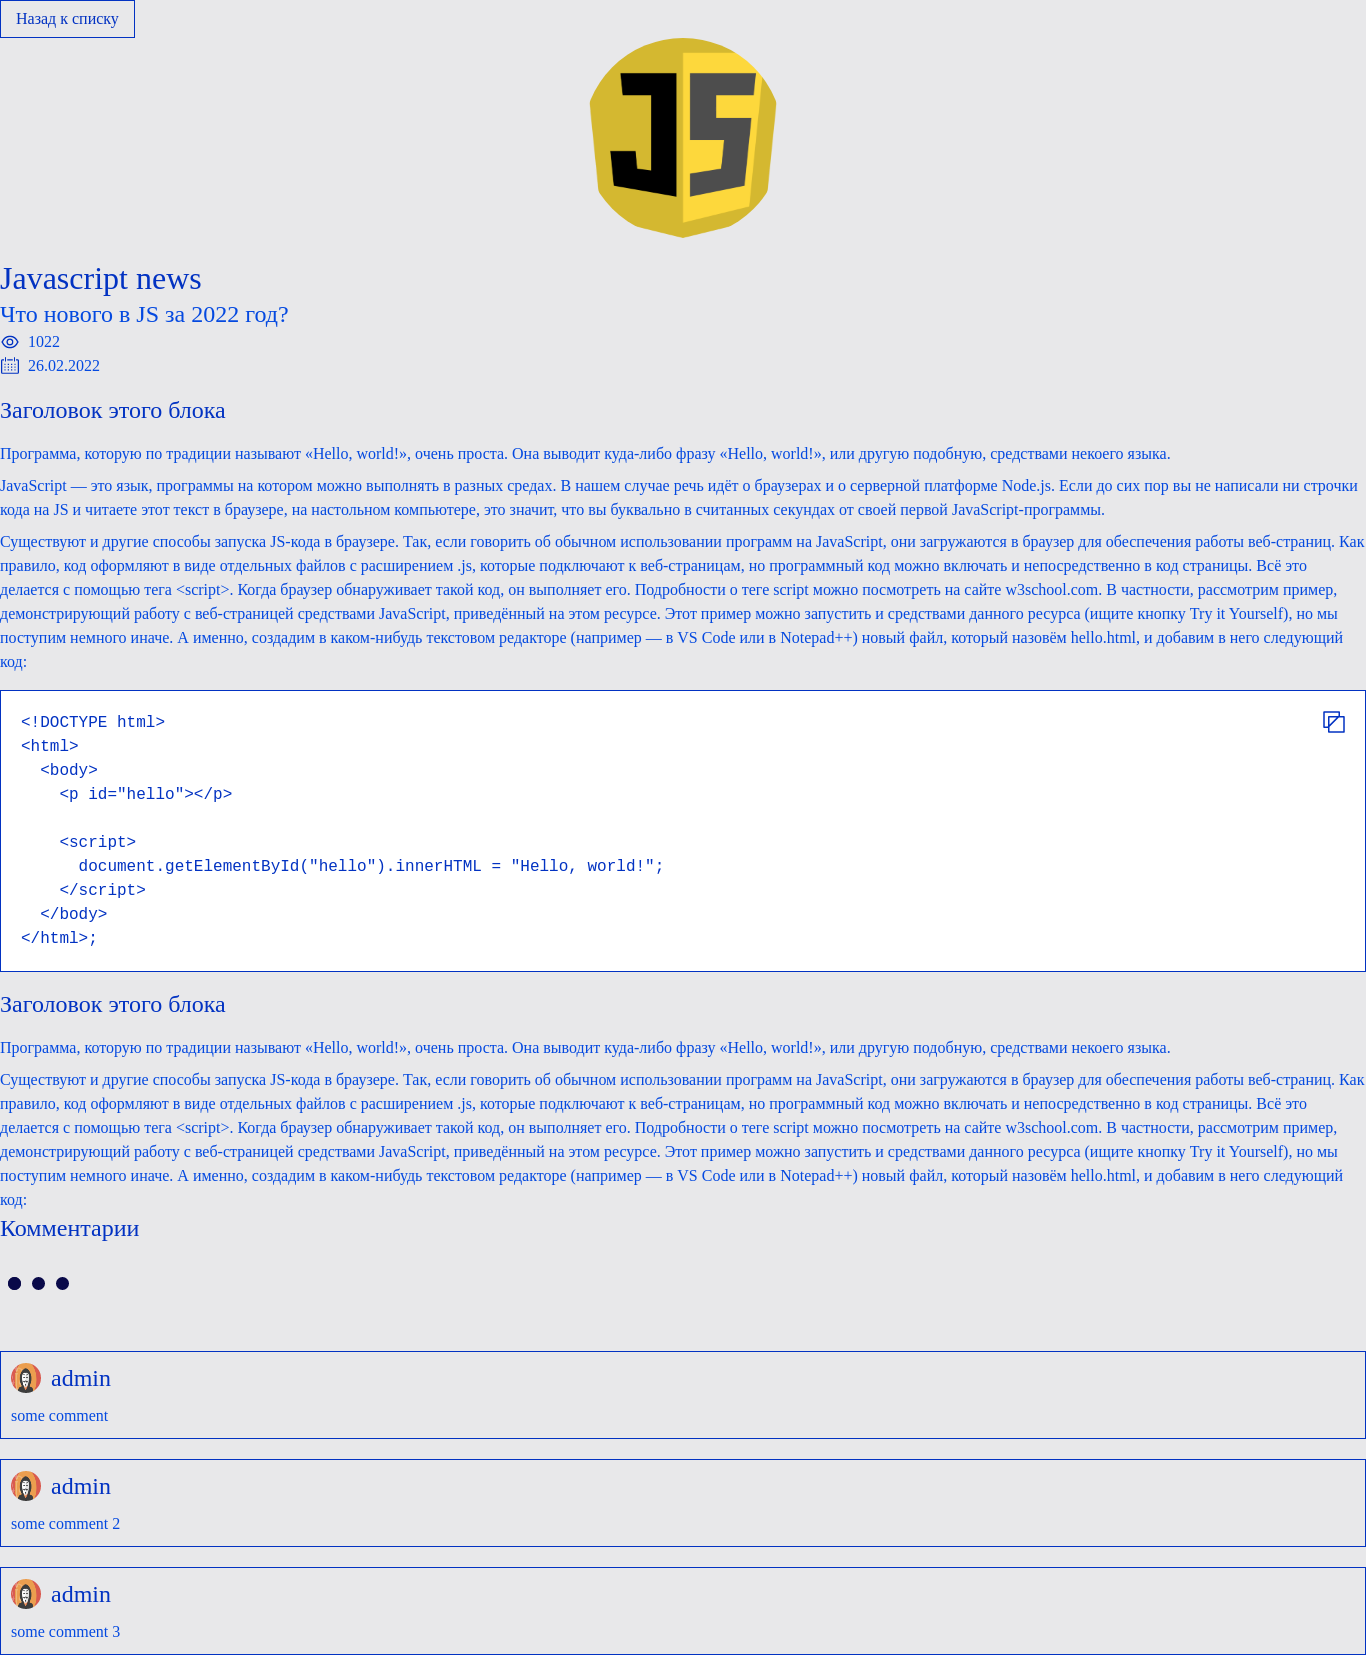 Назад к списку
JS
Javascript news
Что нового в JS за 2022 год?
1022
26.02.2022
Заголовок этого блока
Программа, которую по традиции называют «Hello, world!», очень проста. Она выводит куда-либо фразу «Hello, world!», или другую подобную, средствами некоего языка.
JavaScript — это язык, программы на котором можно выполнять в разных средах. В нашем случае речь идёт о браузерах и о серверной платформе Node.js. Если до сих пор вы не написали ни строчки
кода на JS и читаете этот текст в браузере, на настольном компьютере, это значит, что вы буквально в считанных секундах от своей первой JavaScript-программы.
Существуют и другие способы запуска JS-кода в браузере. Так, если говорить об обычном использовании программ на JavaScript, они загружаются в браузер для обеспечения работы веб-страниц. Как
правило, код оформляют в виде отдельных файлов с расширением .js, которые подключают к веб-страницам, но программный код можно включать и непосредственно в код страницы. Всё это
делается с помощью тега <script>. Когда браузер обнаруживает такой код, он выполняет его. Подробности о теге script можно посмотреть на сайте w3school.com. В частности, рассмотрим пример,
демонстрирующий работу с веб-страницей средствами JavaScript, приведённый на этом ресурсе. Этот пример можно запустить и средствами данного ресурса (ищите кнопку Try it Yourself), но мы
поступим немного иначе. А именно, создадим в каком-нибудь текстовом редакторе (например — в VS Code или в Notepad++) новый файл, который назовём hello.html, и добавим в него следующий
код:
<!DOCTYPE html>
<html>
  <body>
    <p id="hello"></p>

    <script>
      document.getElementById("hello").innerHTML = "Hello, world!";
    </script>
  </body>
</html>;
Заголовок этого блока
Программа, которую по традиции называют «Hello, world!», очень проста. Она выводит куда-либо фразу «Hello, world!», или другую подобную, средствами некоего языка.
Существуют и другие способы запуска JS-кода в браузере. Так, если говорить об обычном использовании программ на JavaScript, они загружаются в браузер для обеспечения работы веб-страниц. Как
правило, код оформляют в виде отдельных файлов с расширением .js, которые подключают к веб-страницам, но программный код можно включать и непосредственно в код страницы. Всё это
делается с помощью тега <script>. Когда браузер обнаруживает такой код, он выполняет его. Подробности о теге script можно посмотреть на сайте w3school.com. В частности, рассмотрим пример,
демонстрирующий работу с веб-страницей средствами JavaScript, приведённый на этом ресурсе. Этот пример можно запустить и средствами данного ресурса (ищите кнопку Try it Yourself), но мы
поступим немного иначе. А именно, создадим в каком-нибудь текстовом редакторе (например — в VS Code или в Notepad++) новый файл, который назовём hello.html, и добавим в него следующий
код:
Комментарии
admin
some comment
admin
some comment 2
admin
some comment 3